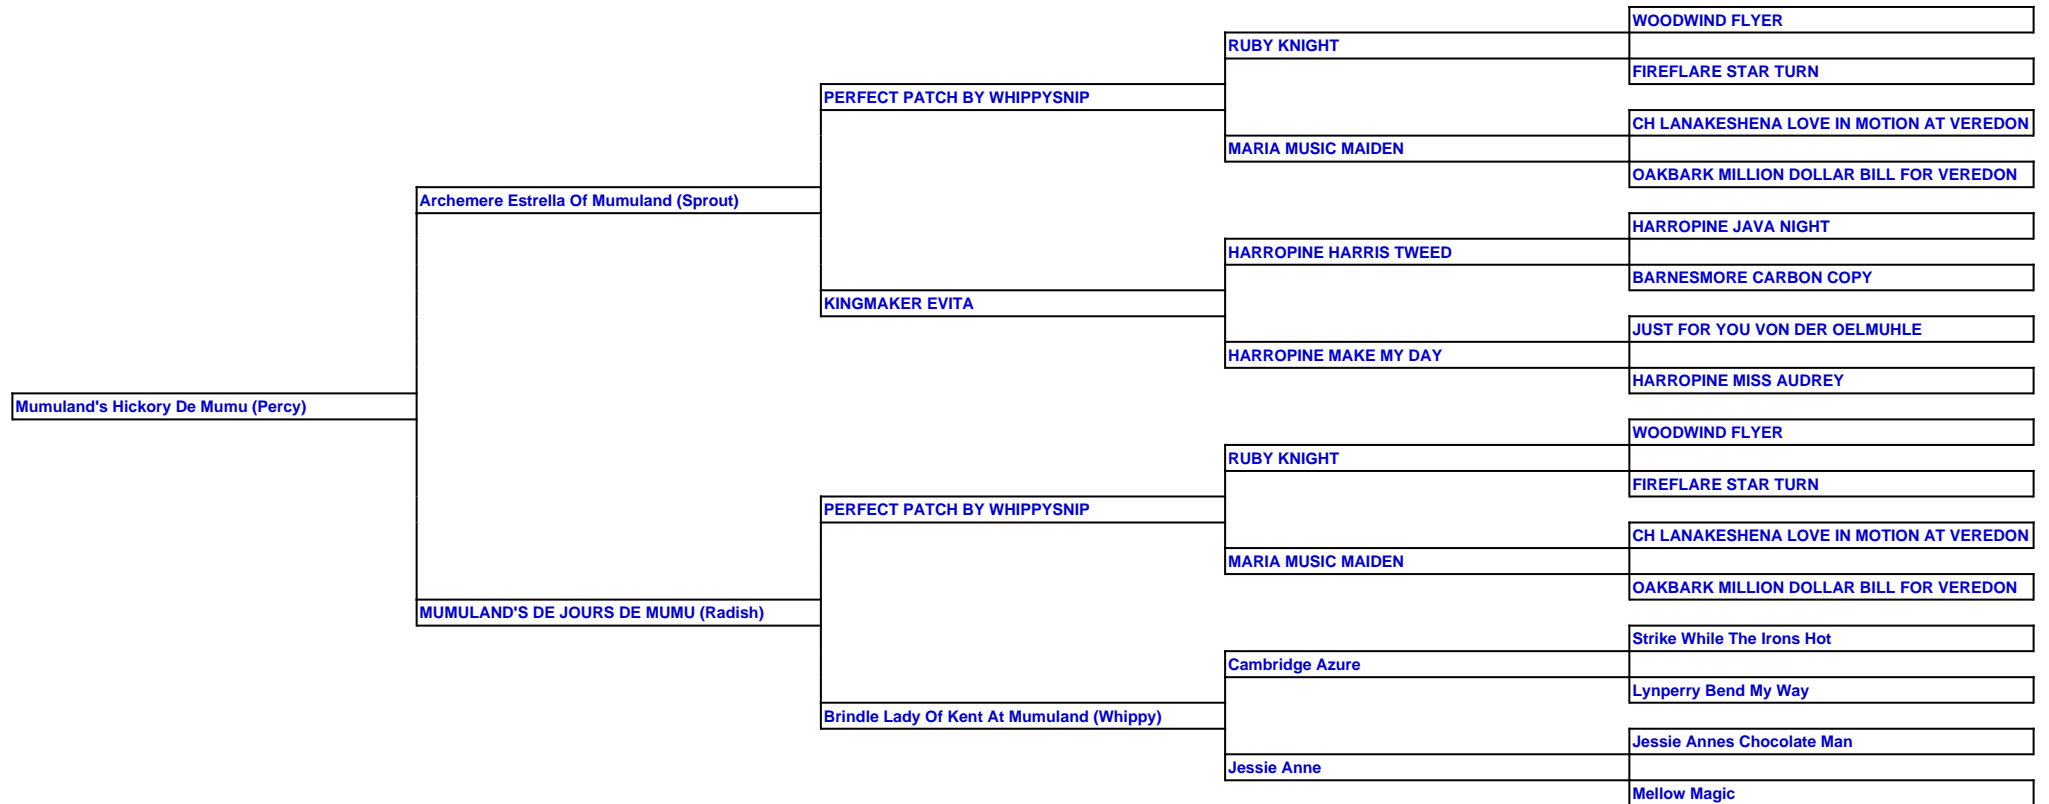 WOODWIND FLYER
RUBY KNIGHT
FIREFLARE STAR TURN
PERFECT PATCH BY WHIPPYSNIP
CH LANAKESHENA LOVE IN MOTION AT VEREDON
MARIA MUSIC MAIDEN
OAKBARK MILLION DOLLAR BILL FOR VEREDON
Archemere Estrella Of Mumuland (Sprout)
HARROPINE JAVA NIGHT
HARROPINE HARRIS TWEED
BARNESMORE CARBON COPY
KINGMAKER EVITA
JUST FOR YOU VON DER OELMUHLE
HARROPINE MAKE MY DAY
HARROPINE MISS AUDREY
Mumuland's Hickory De Mumu (Percy)
WOODWIND FLYER
RUBY KNIGHT
FIREFLARE STAR TURN
PERFECT PATCH BY WHIPPYSNIP
CH LANAKESHENA LOVE IN MOTION AT VEREDON
MARIA MUSIC MAIDEN
OAKBARK MILLION DOLLAR BILL FOR VEREDON
MUMULAND'S DE JOURS DE MUMU (Radish)
Strike While The Irons Hot
Cambridge Azure
Lynperry Bend My Way
Brindle Lady Of Kent At Mumuland (Whippy)
Jessie Annes Chocolate Man
Jessie Anne
Mellow Magic